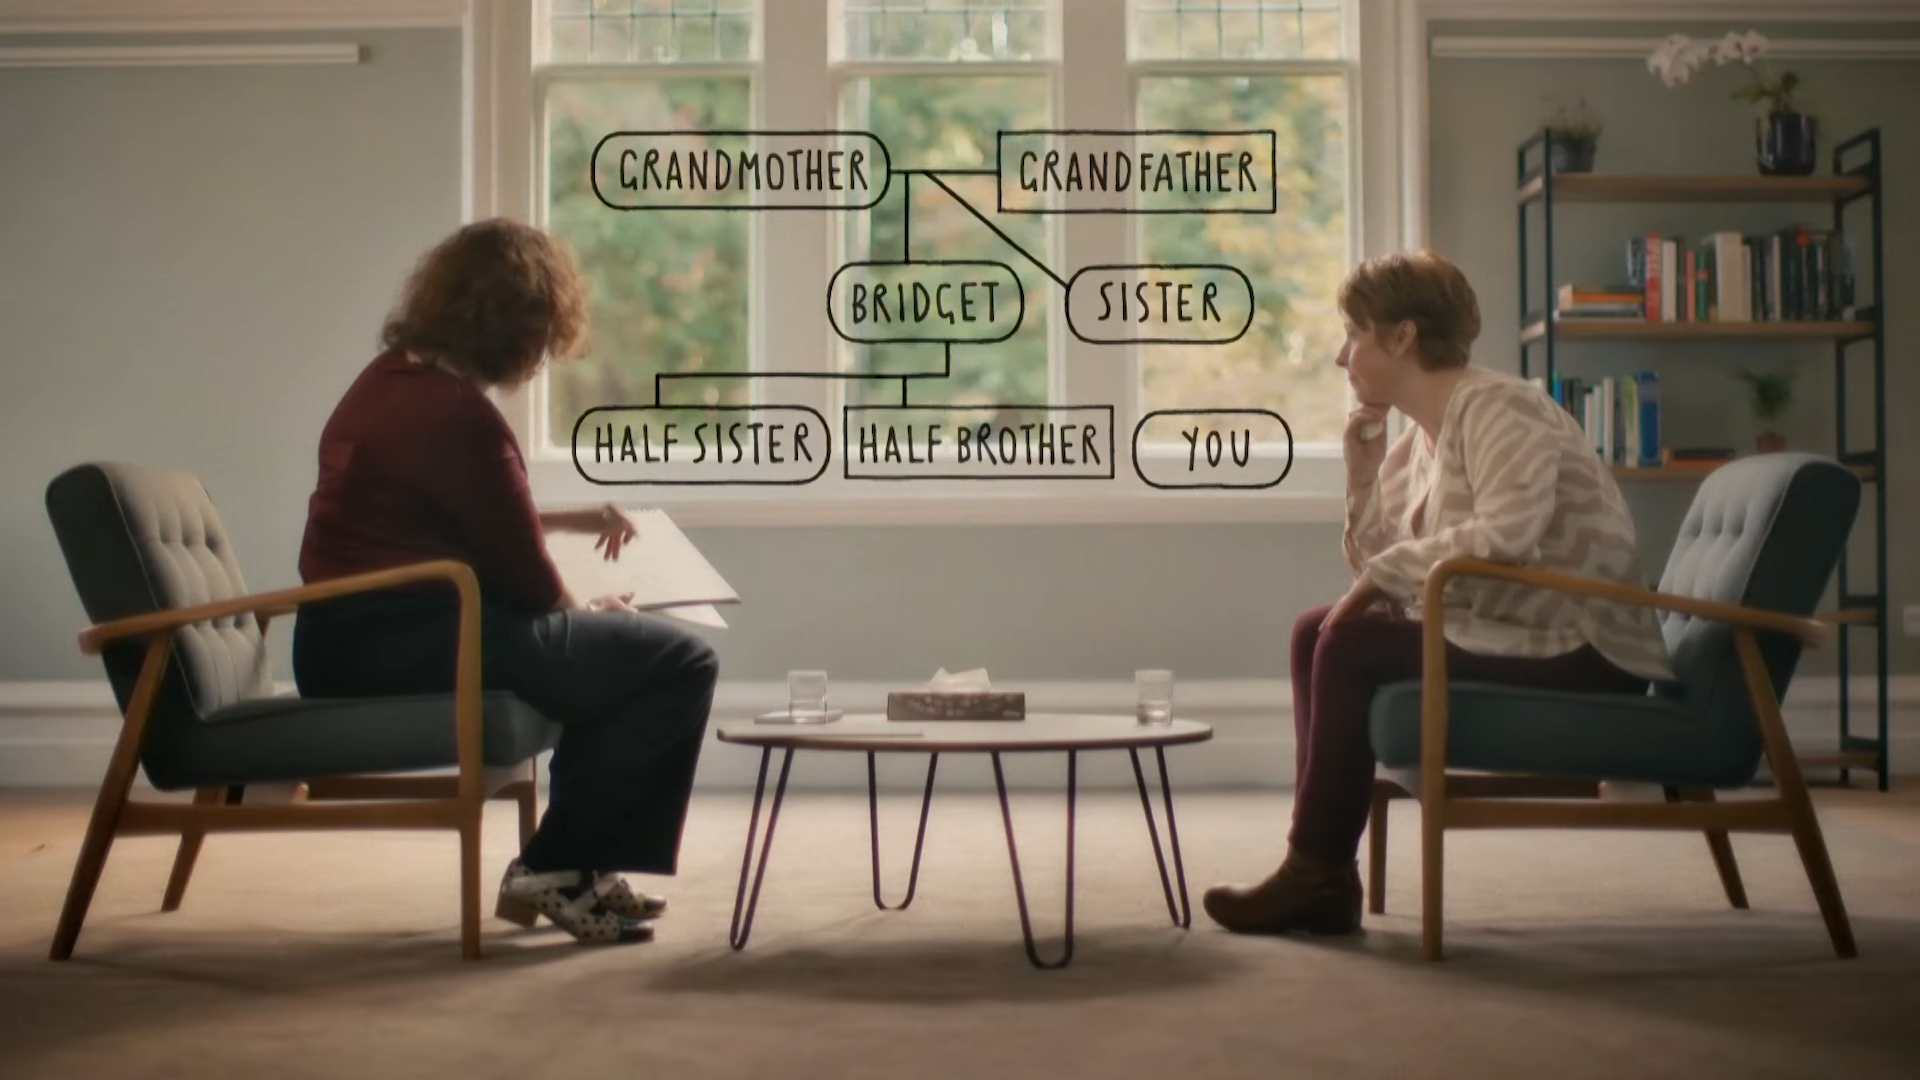 GRANDMOTHER GRANDFATHER
BRIDGET SISTER
HALF SISTER HALF BROTHER YOU